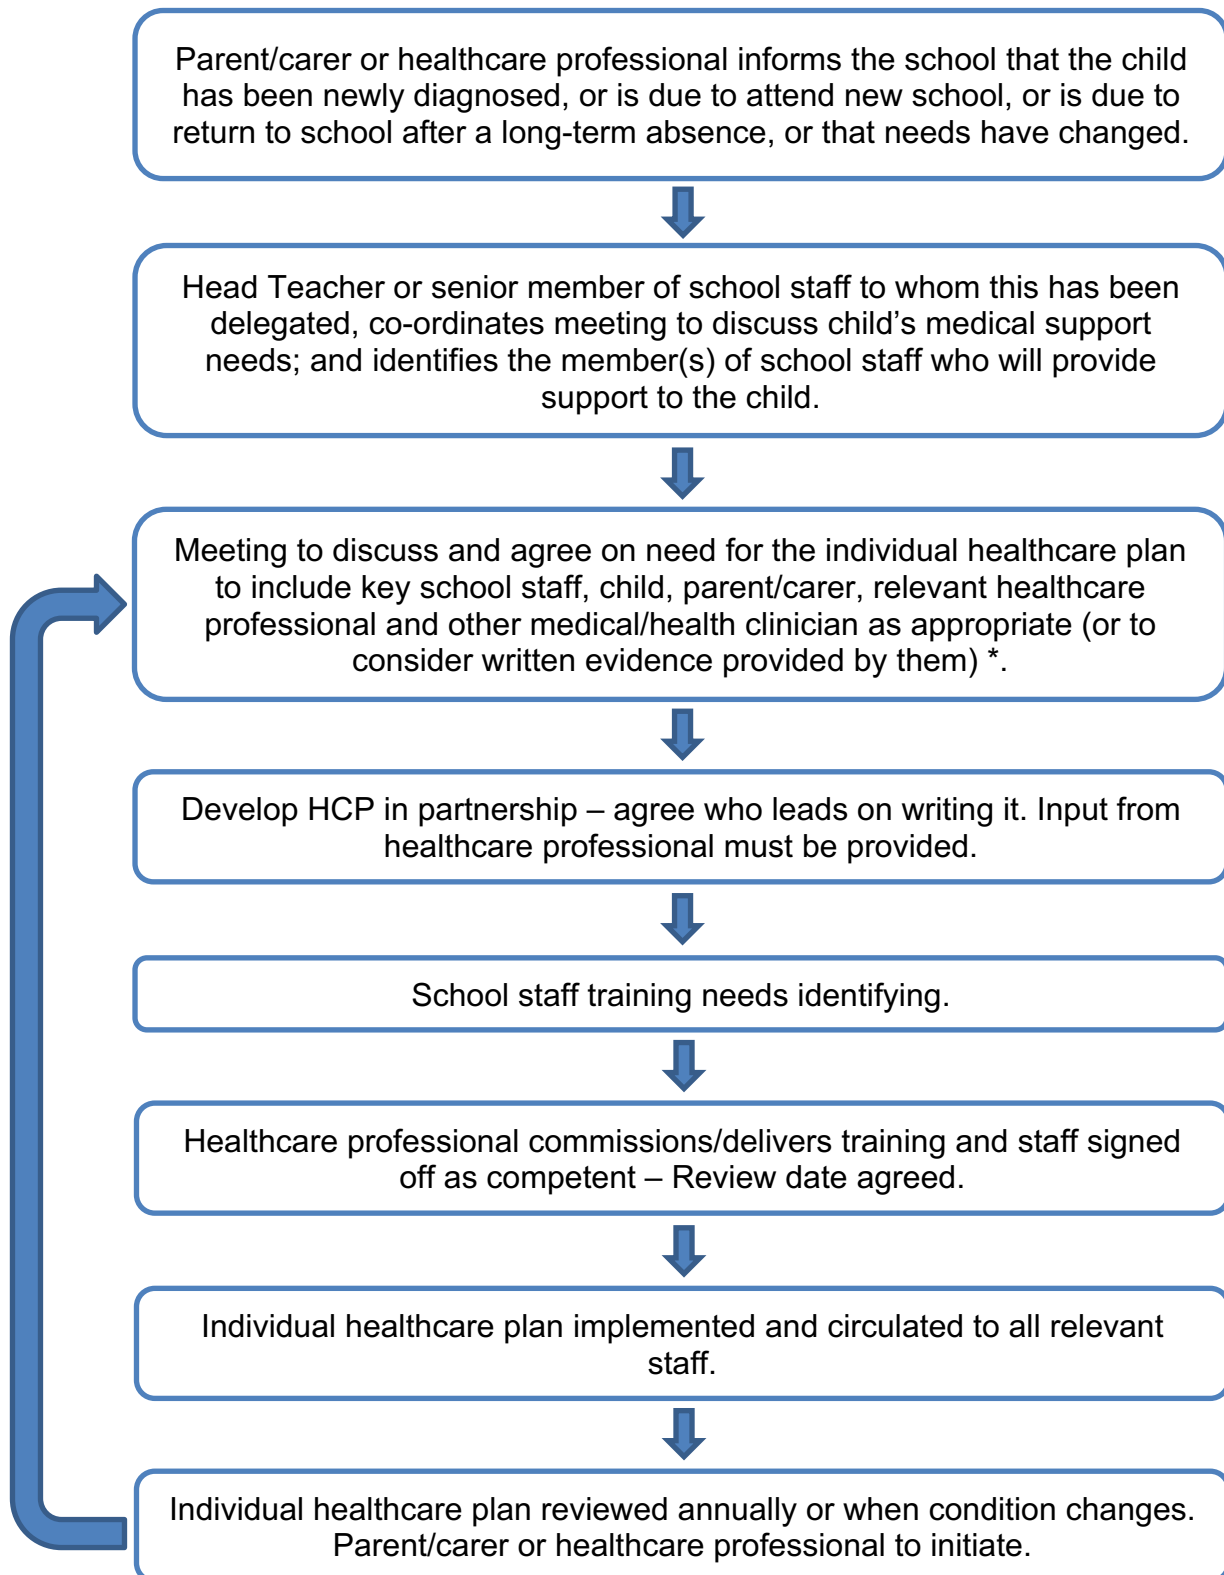 Parent/carer or healthcare professional informs the school that the child
has been newly diagnosed, or is due to attend new school, or is due to
return to school after a long-term absence, or that needs have changed.
Head Teacher or senior member of school staff to whom this has been
delegated, co-ordinates meeting to discuss child’s medical support
needs; and identifies the member(s) of school staff who will provide
support to the child.
Meeting to discuss and agree on need for the individual healthcare plan
to include key school staff, child, parent/carer, relevant healthcare
professional and other medical/health clinician as appropriate (or to
consider written evidence provided by them) *.
Develop HCP in partnership – agree who leads on writing it. Input from
healthcare professional must be provided.
School staff training needs identifying.
Healthcare professional commissions/delivers training and staff signed
off as competent – Review date agreed.
Individual healthcare plan implemented and circulated to all relevant
staff.
Individual healthcare plan reviewed annually or when condition changes.
Parent/carer or healthcare professional to initiate.